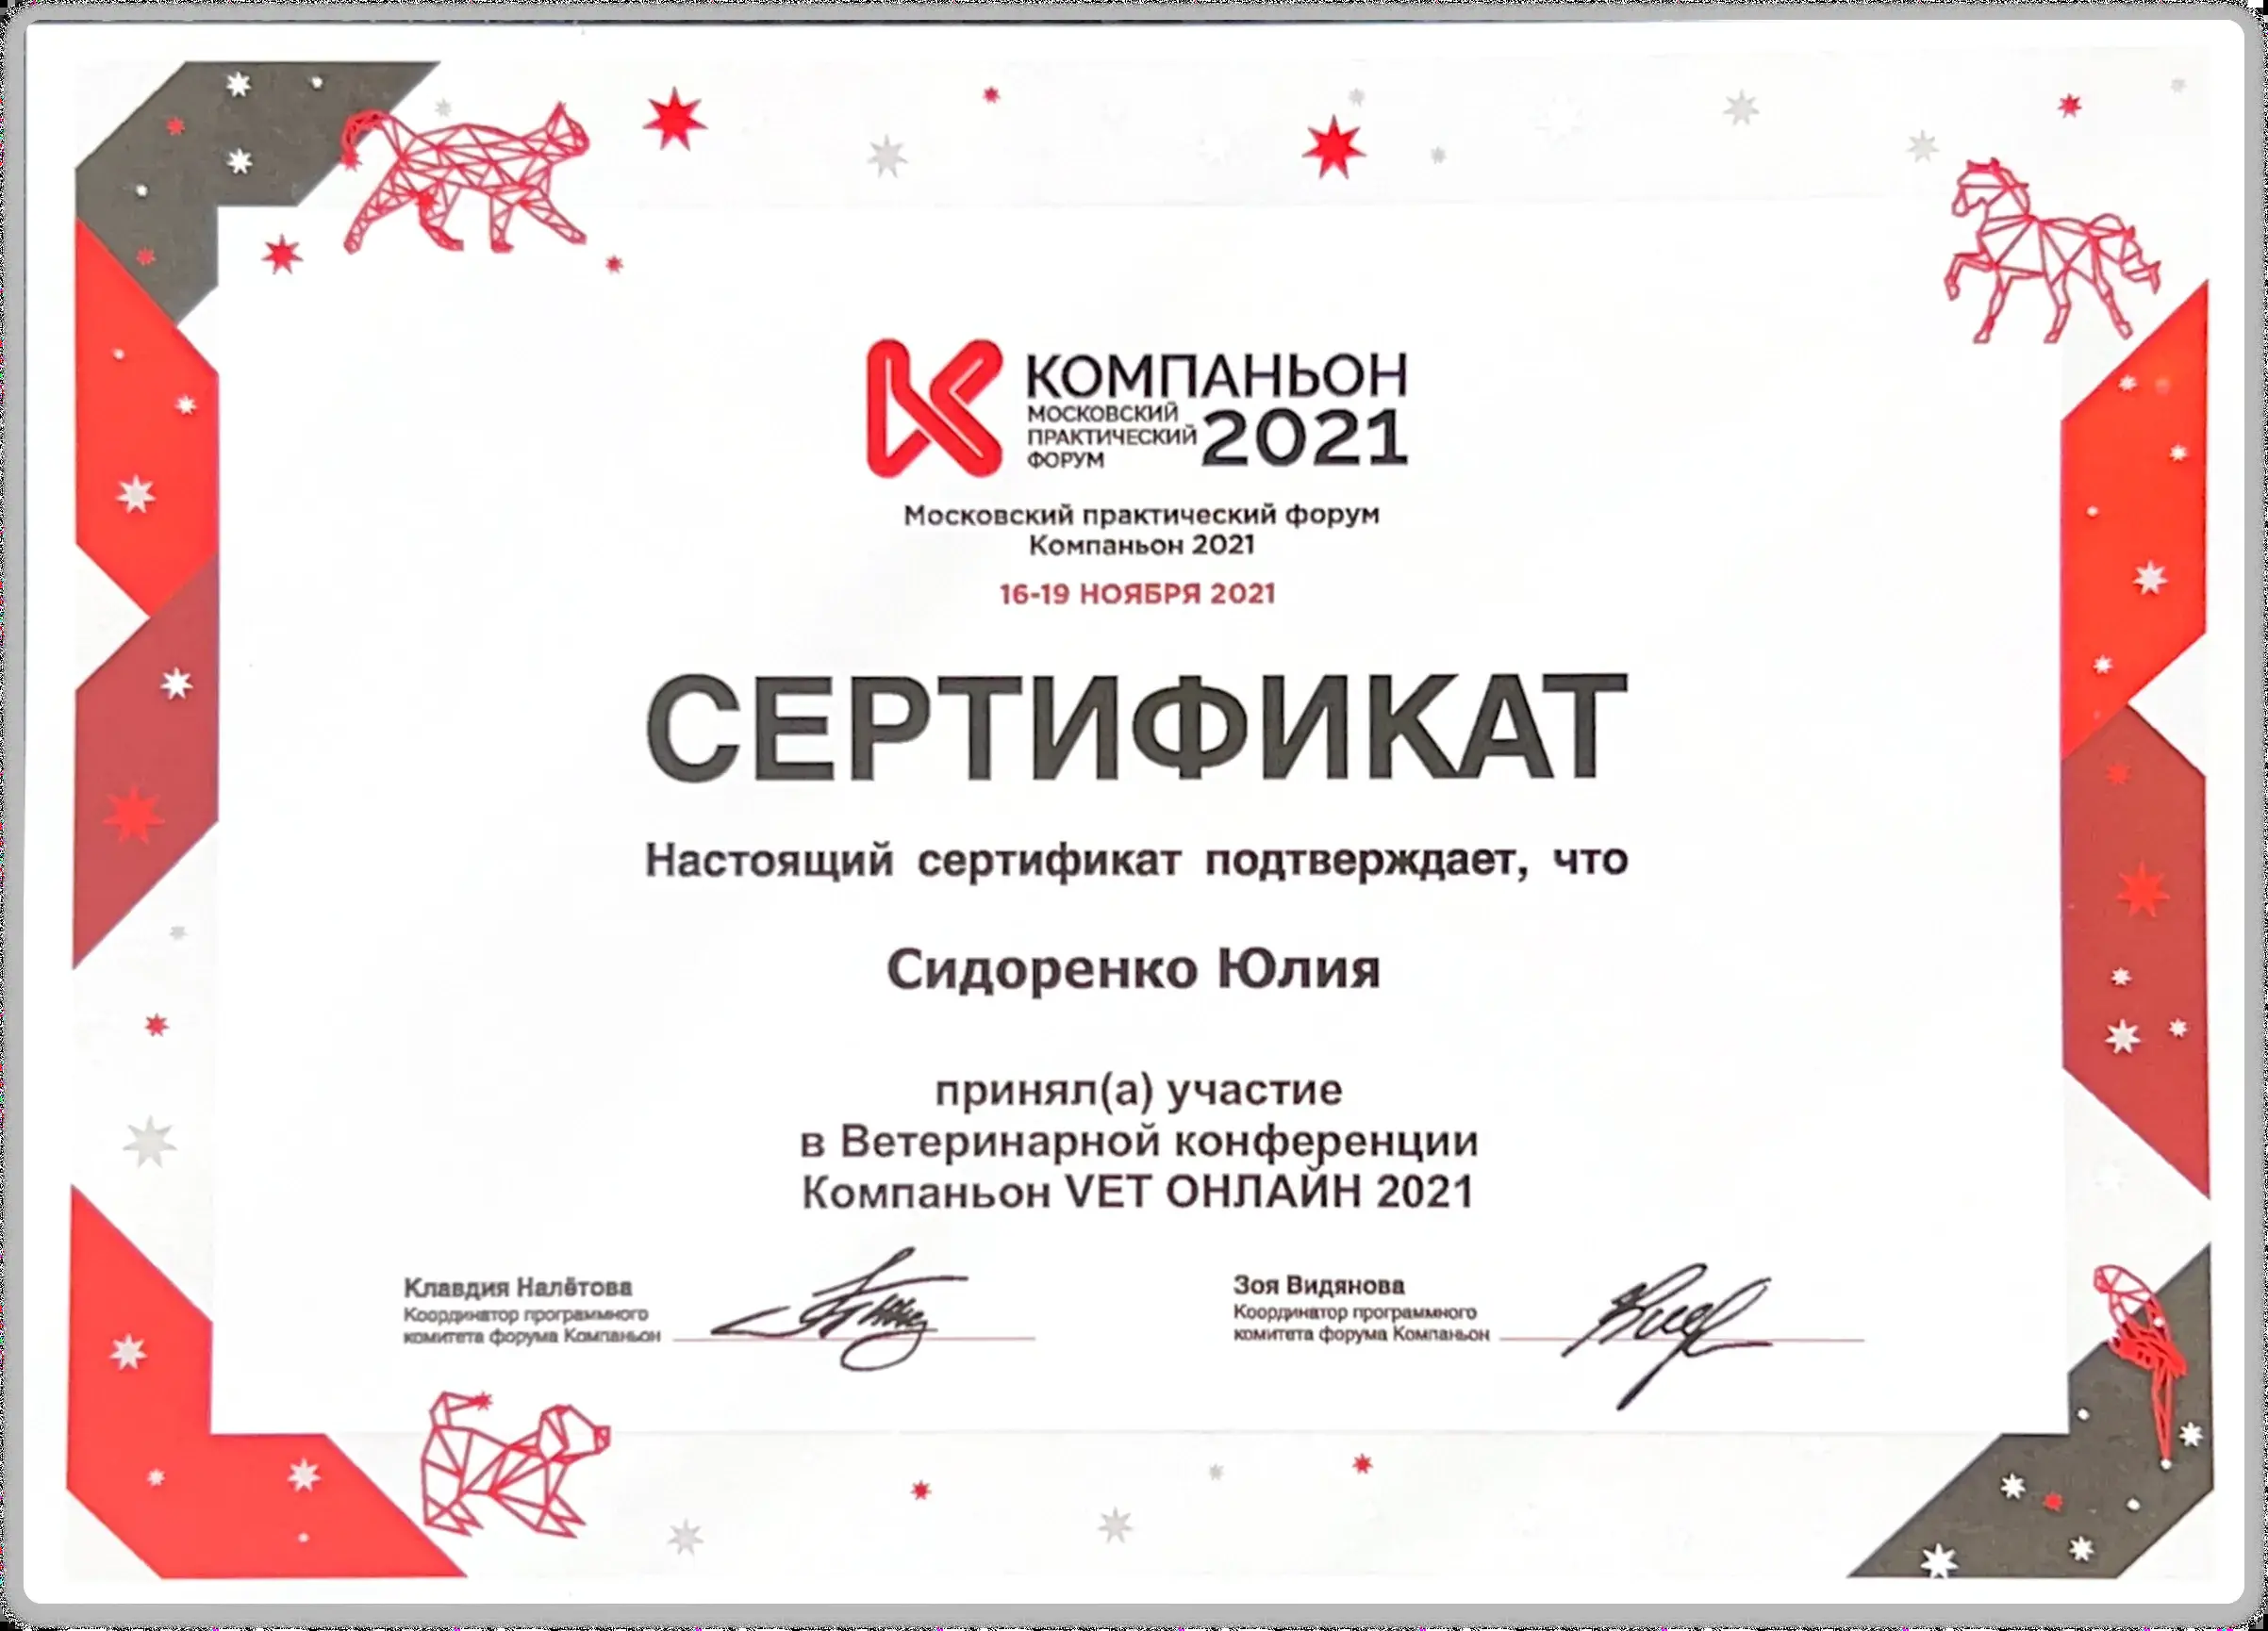 КОМПАНЬОН
МОСКОВСКИЙ
ПРАКТИЧЕСКИЙ
ФОРУМ
2021
Московский практический форум
Компаньон 2021
16-19 НОЯБРЯ 2021
СЕРТИФИКАТ
Настоящий сертификат подтверждает, что
Сидоренко Юлия
принял(а) участие
в Ветеринарной конференции
Компаньон VET ОНЛАЙН 2021
Клавдия Налётова
Координатор программного
комитета форума Компаньон
Зоя Видянова
Координатор программного
комитета форума Компаньон